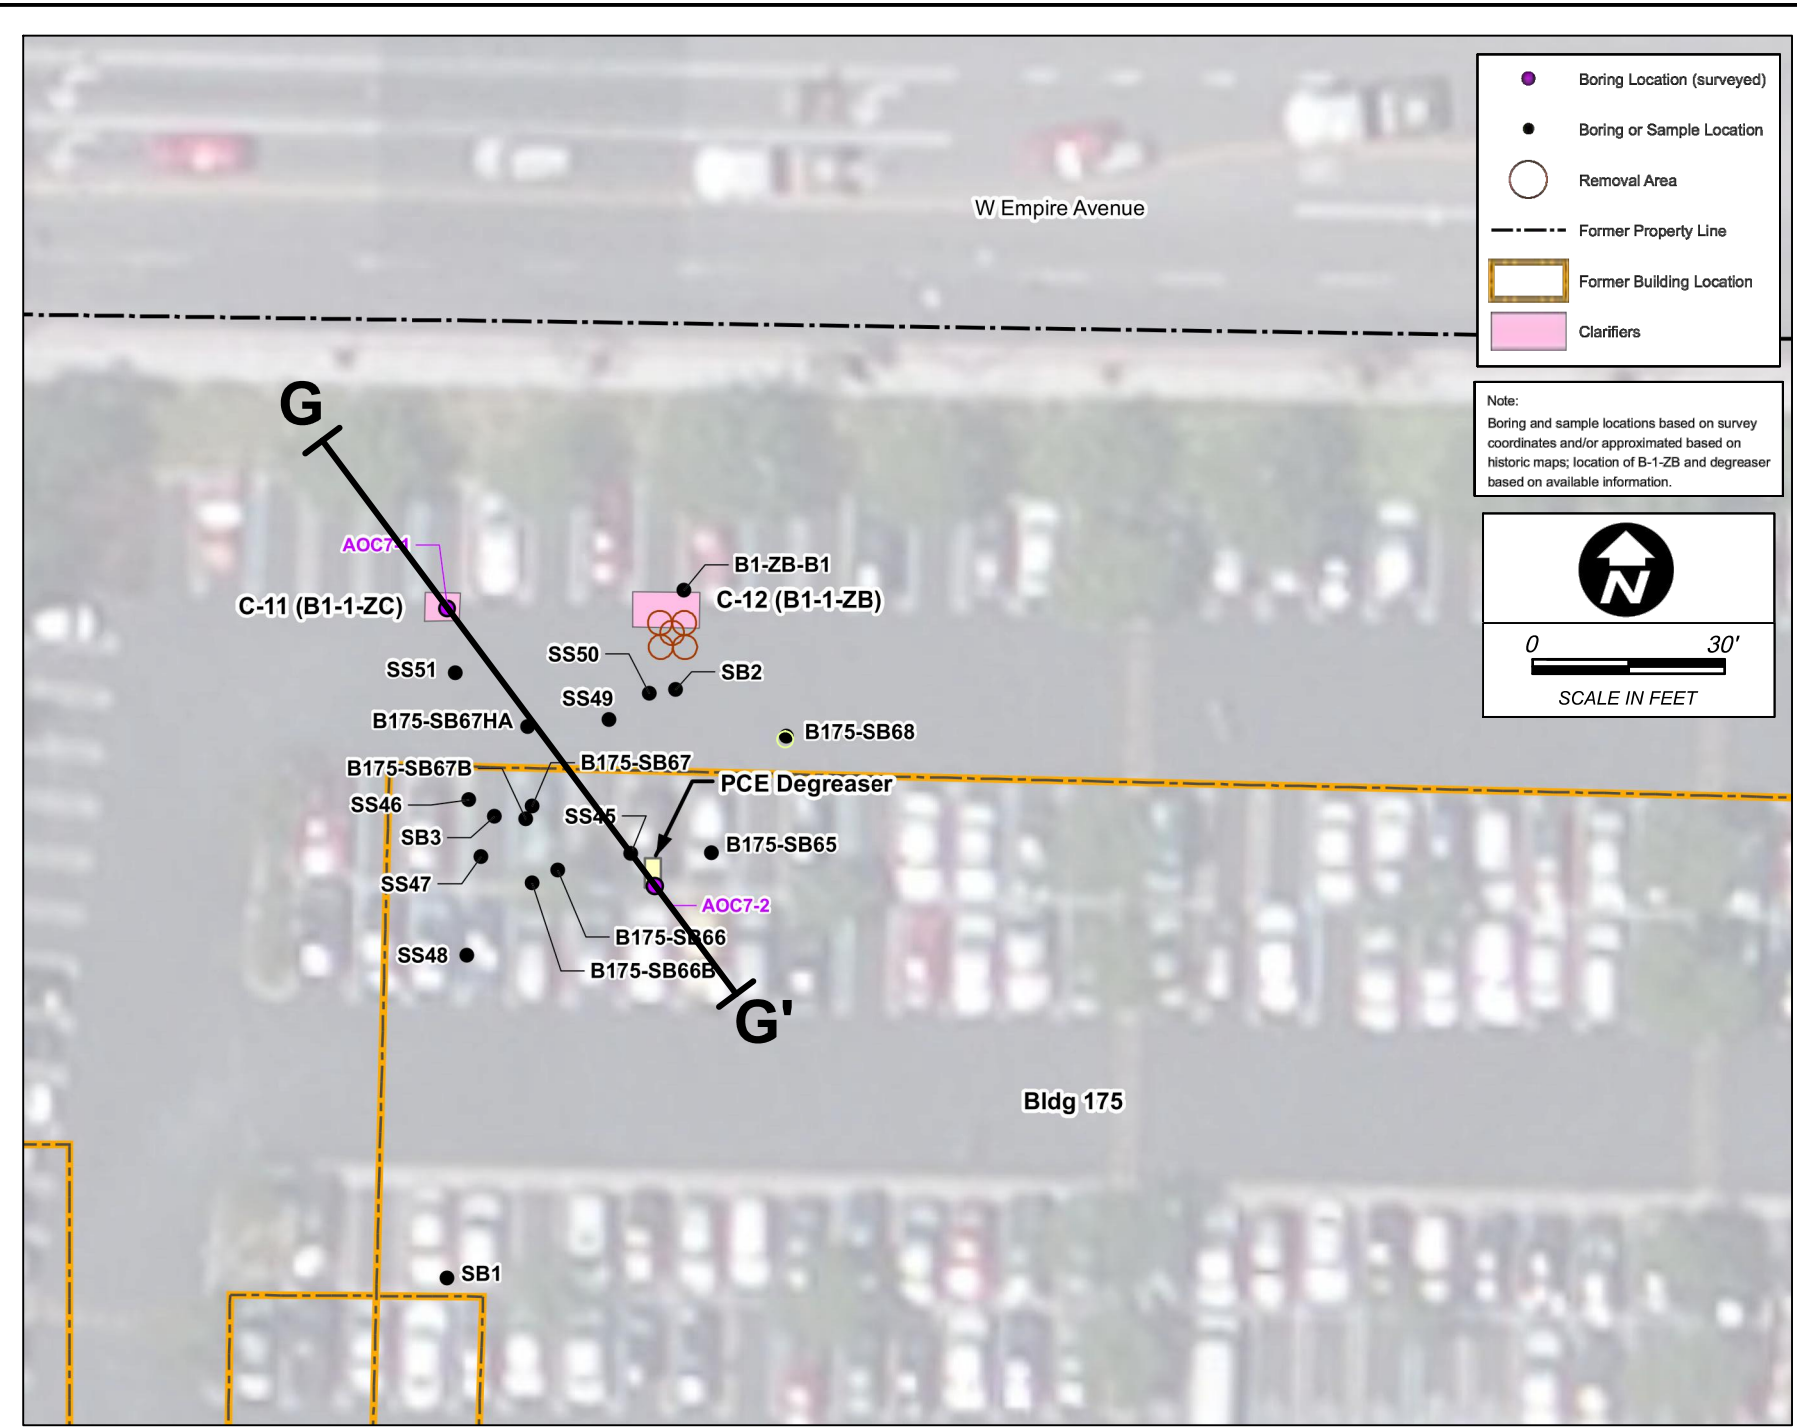 Boring Location (surveyed)
Boring or Sample Location
Removal Area
Former Property Line
Former Building Location
Clarifiers
Note:
Boring and sample locations based on survey
coordinates and/or approximated based on
historic maps; location of B-1-ZB and degreaser
based on available information.
N
0 30'
SCALE IN FEET
W Empire Avenue
G
AOC7-1
B1-ZB-B1
C-11 (B1-1-ZC)
C-12 (B1-1-ZB)
SS50
SS51
SB2
SS49
B175-SB67HA
B175-SB68
B175-SB67B
B175-SB67
PCE Degreaser
SS46
SS45
SB3
B175-SB65
SS47
AOC7-2
B175-SB66
SS48
B175-SB66B
G'
Bldg 175
SB1